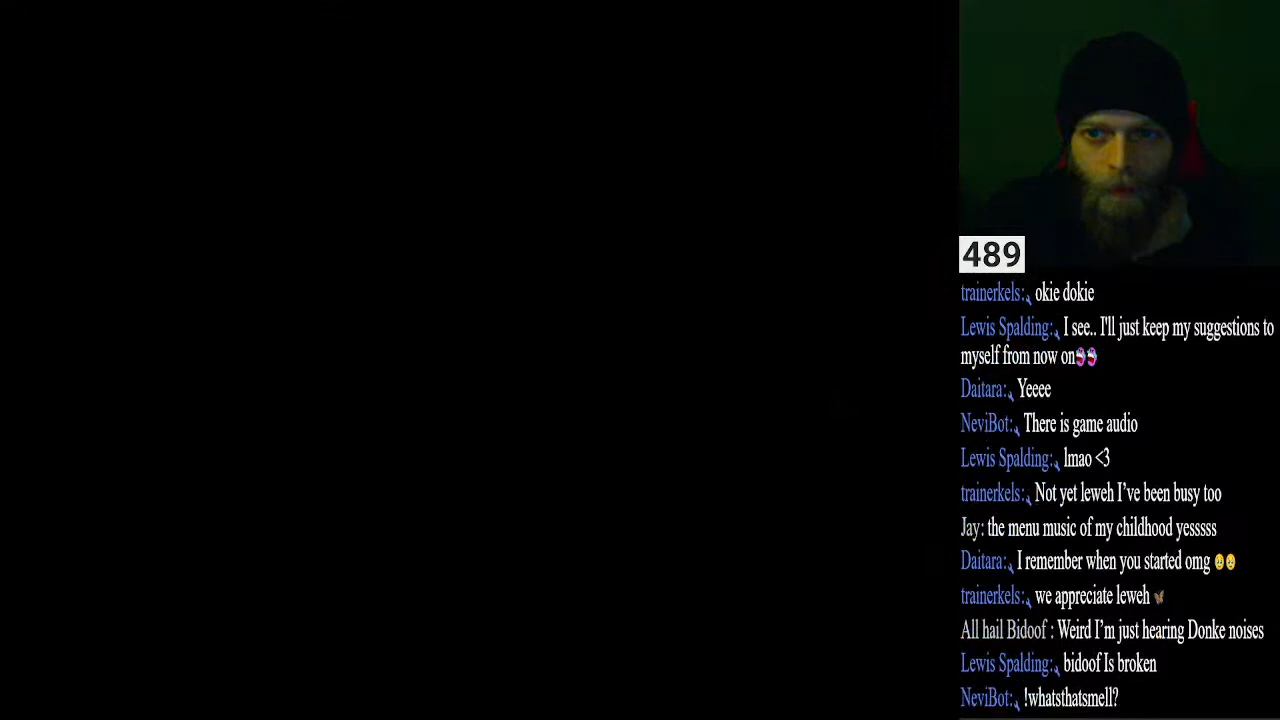 489
trainerkels: okie dokie
Lewis Spalding: I see.. I'll just keep my suggestions to
myself from now on
Daitara: Yeeee
NeviBot: There is game audio
Lewis Spalding: lmao <3
trainerkels: Not yet leweh I’ve been busy too
Jay: the menu music of my childhood yesssss
Daitara: I remember when you started omg 🥹🥹
trainerkels: we appreciate leweh
All hail Bidoof : Weird I’m just hearing Donke noises
Lewis Spalding: bidoof Is broken
NeviBot: !whatsthatsmell?